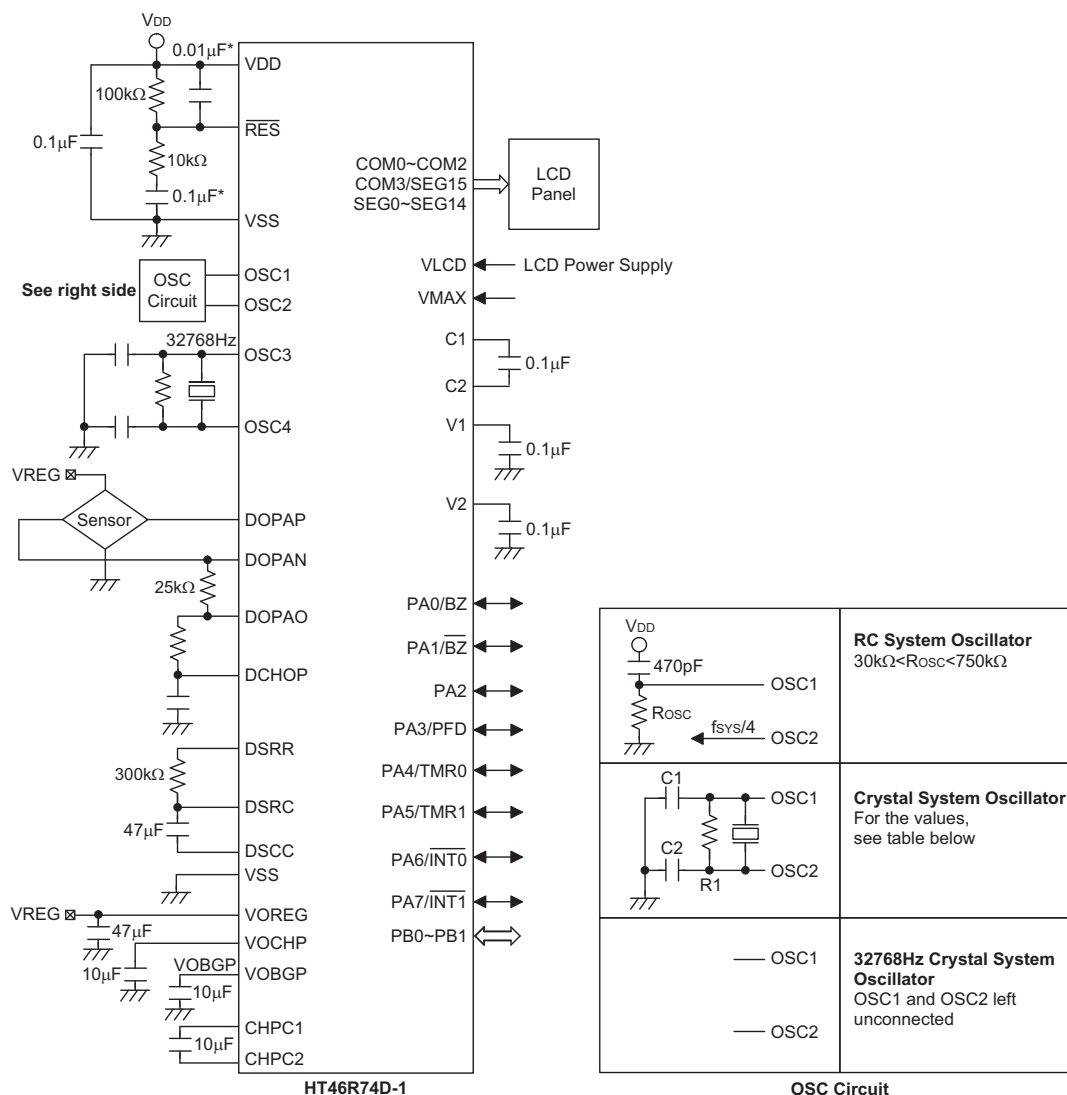 VDD
0.01µF*
VDD
100kΩ
RES
0.1µF
10kΩ
0.1µF*
VSS
COM0~COM2
COM3/SEG15
SEG0~SEG14
LCD
Panel
OSC1
See right side
OSC
Circuit
OSC2
VLCD
LCD Power Supply
VMAX
32768Hz
OSC3
OSC4
C1
0.1µF
C2
V1
0.1µF
V2
0.1µF
VREG
Sensor
DOPAP
DOPAN
25kΩ
DOPAO
DCHOP
DSRR
300kΩ
DSRC
47µF
DSCC
VSS
VREG
VOREG
47µF
VOCHP
10µF
VOBGP
VOBGP
10µF
CHPC1
10µF
CHPC2
PA0/BZ
PA1/BZ
PA2
PA3/PFD
PA4/TMR0
PA5/TMR1
PA6/INT0
PA7/INT1
PB0~PB1
HT46R74D-1
VDD
470pF
OSC1
ROSC
fSYS/4
OSC2
RC System Oscillator
30kΩ<ROSC<750kΩ
C1
OSC1
C2
R1
OSC2
Crystal System Oscillator
For the values,
see table below
OSC1
OSC2
32768Hz Crystal System
Oscillator
OSC1 and OSC2 left
unconnected
OSC Circuit